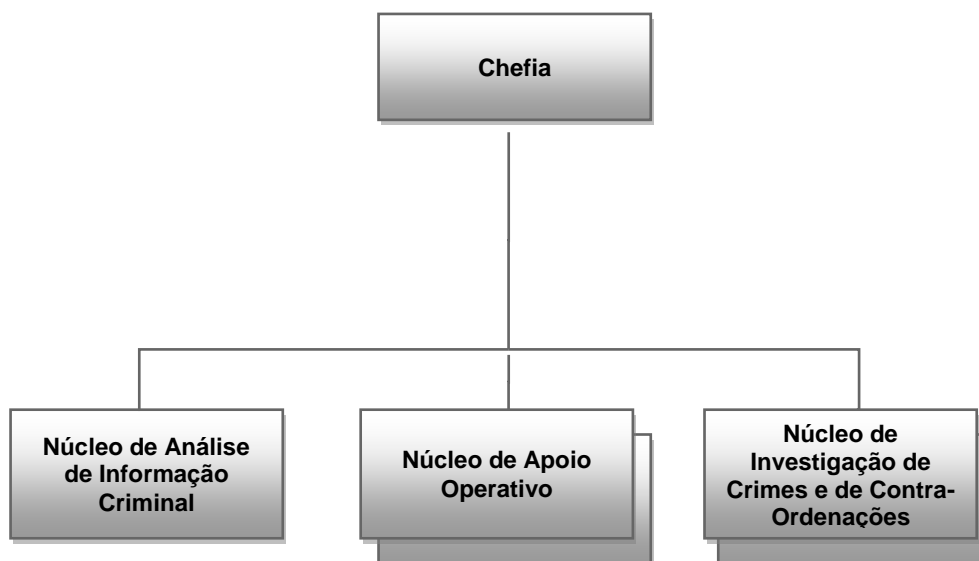 Chefia
Núcleo de Análise
de Informação
Criminal
Núcleo de Apoio
Operativo
Núcleo de
Investigação de
Crimes e de Contra-
Ordenações